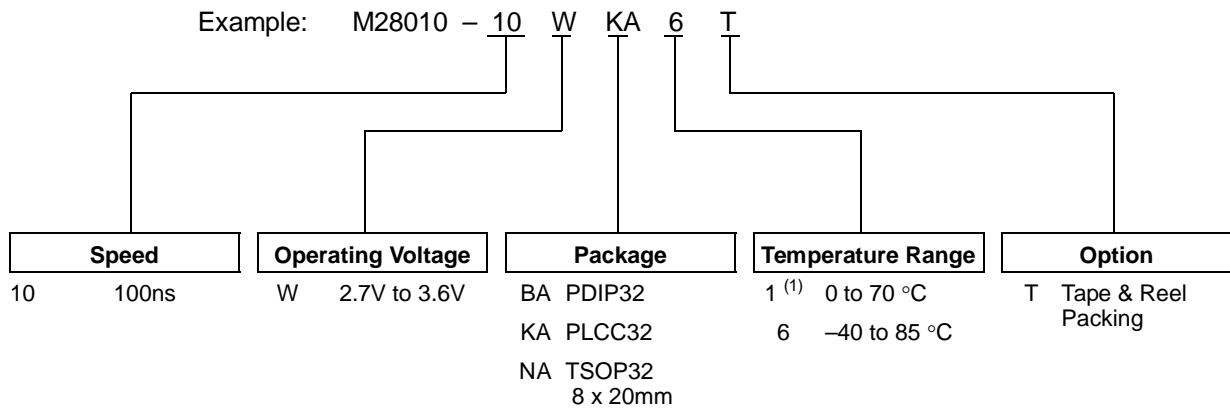 Example: M28010 – 10 W KA 6 T
Speed
10 100ns
Operating Voltage
W 2.7V to 3.6V
Package
BA PDIP32
KA PLCC32
NA TSOP32
8 x 20mm
Temperature Range
1 (1) 0 to 70 °C
6 –40 to 85 °C
Option
T Tape & Reel
Packing